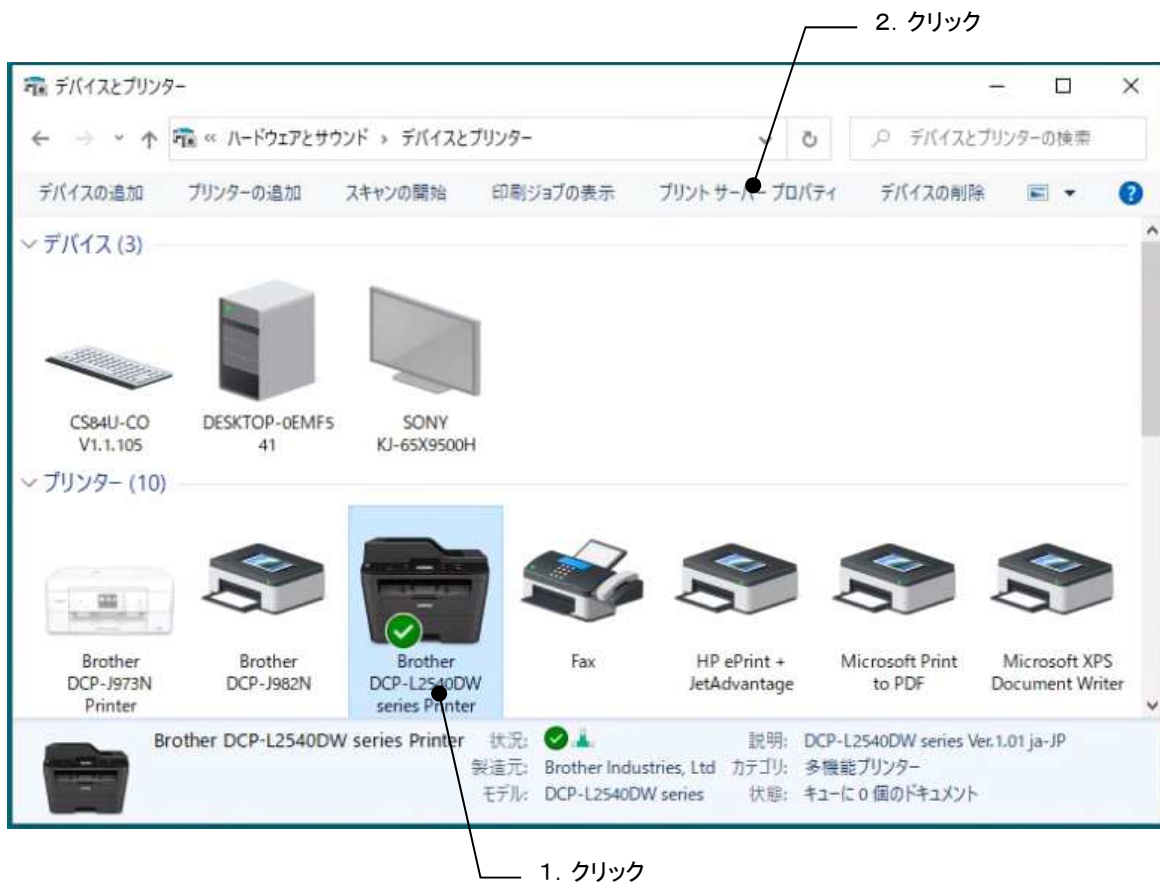 2. クリック
デバイスとプリンター
« ハードウェアとサウンド › デバイスとプリンター
デバイスとプリンターの検索
デバイスの追加 プリンターの追加 スキャンの開始 印刷ジョブの表示 プリント サーバー プロパティ デバイスの削除
デバイス (3)
CS84U-CO
V1.1.105
DESKTOP-0EMF5
41
SONY
KJ-65X9500H
プリンター (10)
Brother
DCP-J973N
Printer
Brother
DCP-J982N
Brother
DCP-L2540DW
series Printer
Fax
HP ePrint +
JetAdvantage
Microsoft Print
to PDF
Microsoft XPS
Document Writer
Brother DCP-L2540DW series Printer 状況: 説明: DCP-L2540DW series Ver.1.01 ja-JP
製造元: Brother Industries, Ltd カテゴリ: 多機能プリンター
モデル: DCP-L2540DW series 状態: キューに 0 個のドキュメント
1. クリック